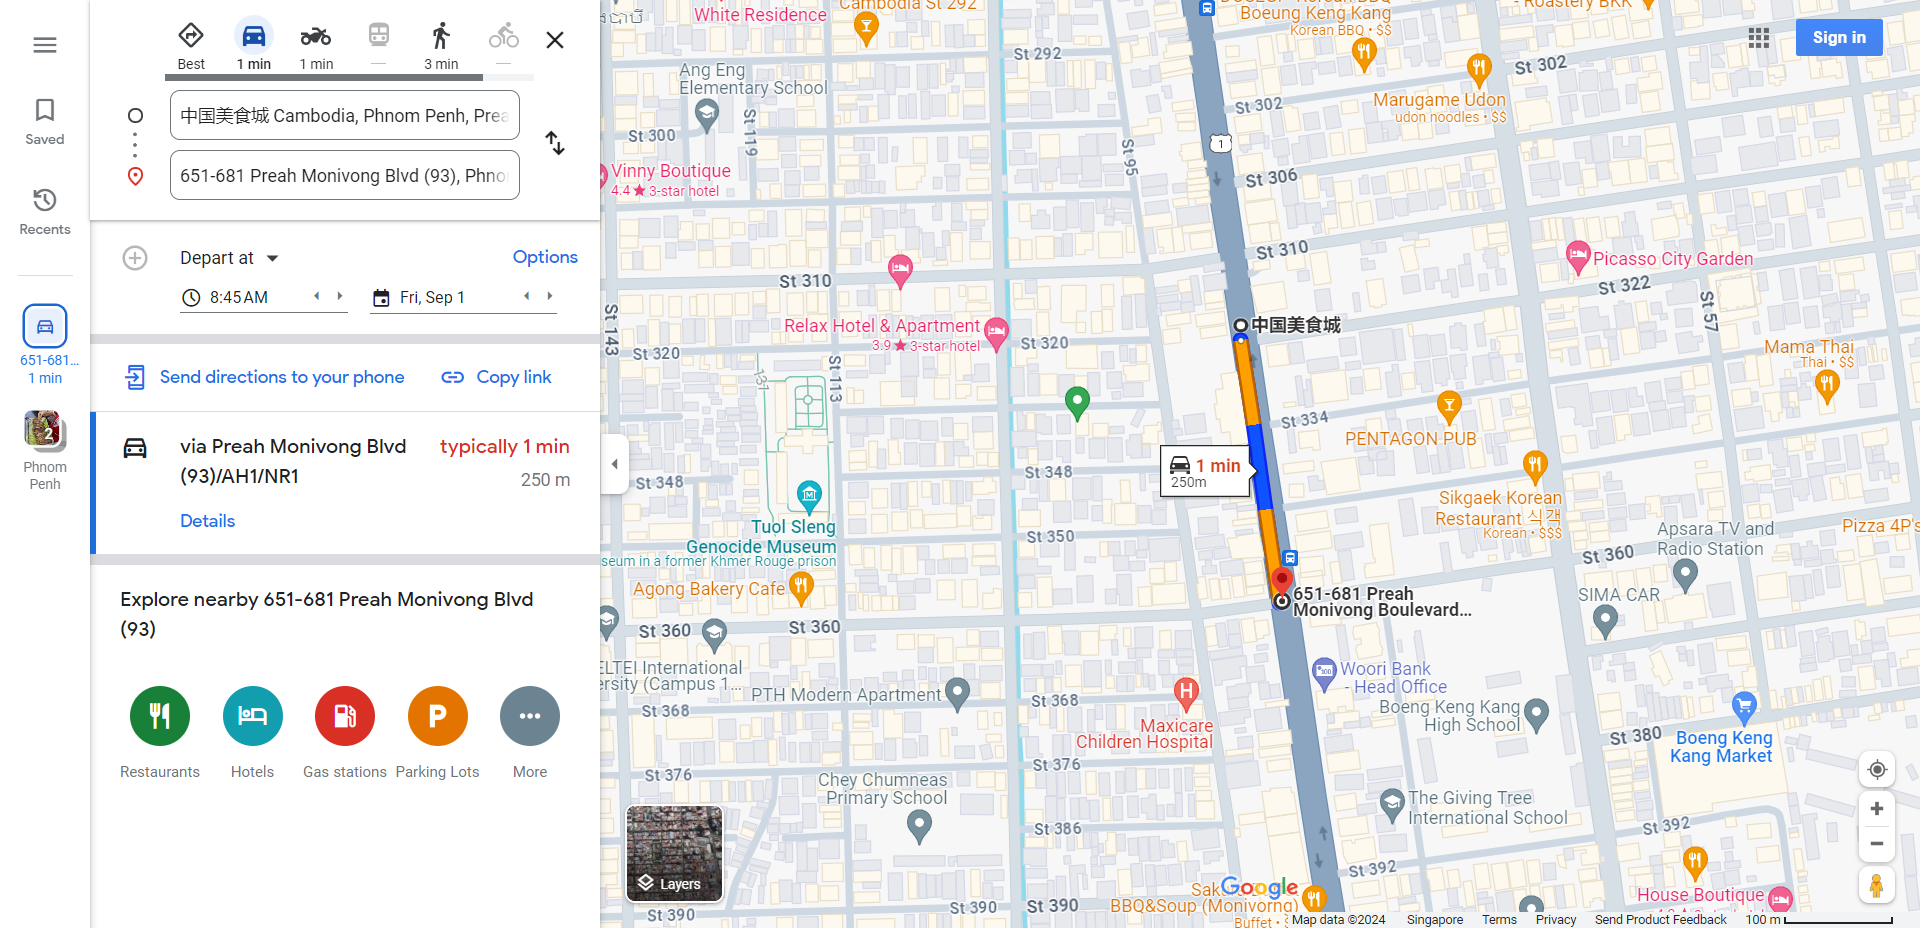 Saved
Recents
651-681...
1 min
2
Phnom
Penh
Best
1 min
1 min
3 min
中国美食城 Cambodia, Phnom Penh, Prea
651-681 Preah Monivong Blvd (93), Phno
Depart at
Options
8:45 AM
Fri, Sep 1
Send directions to your phone
Copy link
via Preah Monivong Blvd
(93)/AH1/NR1
typically 1 min
250 m
Details
Explore nearby 651-681 Preah Monivong Blvd
(93)
Restaurants
Hotels
Gas stations
Parking Lots
More
Sign in
White Residence
Cambodia St 292
Boeung Keng Kang
Korean BBQ • $$
Roastery BKK
St 292
St 302
Ang Eng
Elementary School
St 302
Marugame Udon
udon noodles • $$
St 300
St 119
St 95
1
Vinny Boutique
4.4★3-star hotel
St 306
St 310
St 310
Picasso City Garden
St 322
St 57
St 143
Relax Hotel & Apartment
3.9★3-star hotel
St 320
St 320
中国美食城
131
St 113
Mama Thai
Thai • $$
St 334
PENTAGON PUB
1 min
250m
St 348
St 348
Sikgaek Korean
Restaurant 식객
Korean • $$$
Tuol Sleng
Genocide Museum
seum in a former Khmer Rouge prison
St 350
Apsara TV and
Radio Station
Pizza 4P's
St 360
Agong Bakery Cafe
651-681 Preah
Monivong Boulevard...
SIMA CAR
St 360
St 360
ELTEI International
ersity (Campus 1...
PTH Modern Apartment
St 368
St 368
Woori Bank
- Head Office
Boeng Keng Kang
High School
Maxicare
Children Hospital
St 380
Boeng Keng
Kang Market
St 376
St 376
Chey Chumneas
Primary School
The Giving Tree
International School
St 386
St 392
St 392
Layers
House Boutique
Sak
Google
BBQ&Soup (Monivorng)
Buffet •
St 390
St 390
St 390
Map data ©2024
Singapore
Terms
Privacy
Send Product Feedback
100 m